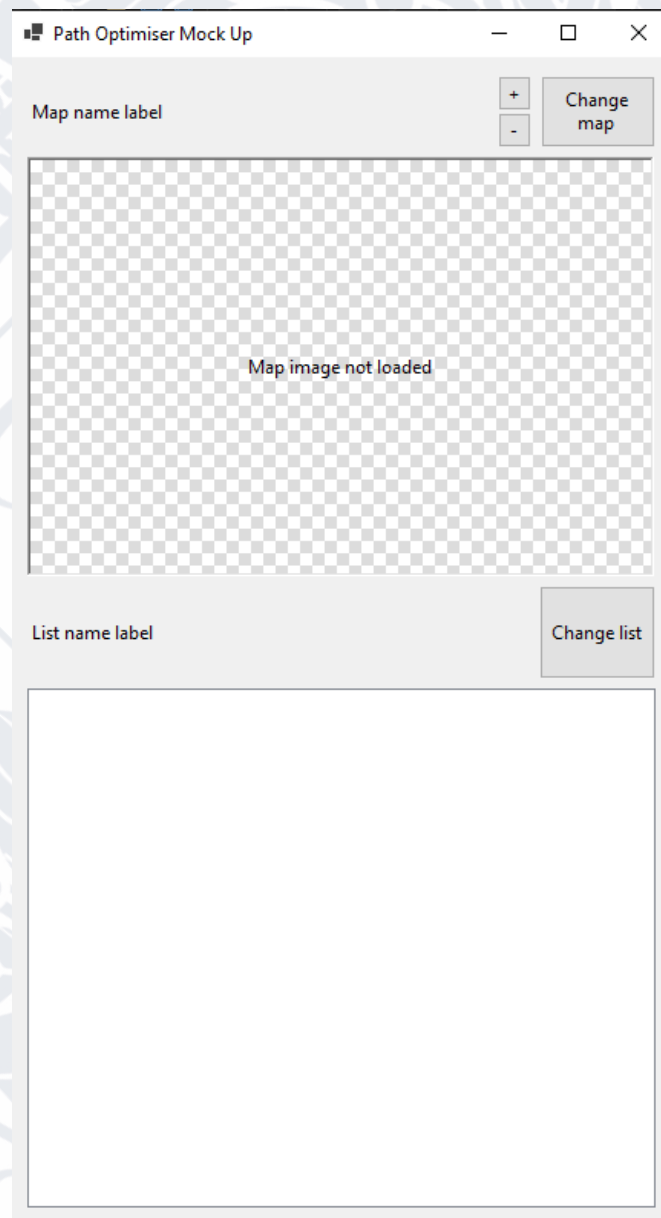 Path Optimiser Mock Up
Map name label
+
-
Change
map
Map image not loaded
List name label
Change list